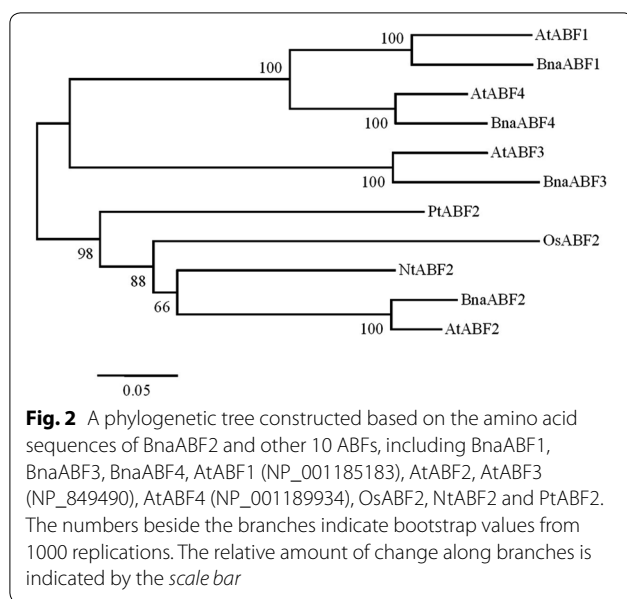 AtABF1
100
BnaABF1
100
AtABF4
100
BnaABF4
AtABF3
100
BnaABF3
PtABF2
98
OsABF2
88
NtABF2
66
BnaABF2
100
AtABF2
0.05
Fig. 2 A phylogenetic tree constructed based on the amino acid
sequences of BnaABF2 and other 10 ABFs, including BnaABF1,
BnaABF3, BnaABF4, AtABF1 (NP_001185183), AtABF2, AtABF3
(NP_849490), AtABF4 (NP_001189934), OsABF2, NtABF2 and PtABF2.
The numbers beside the branches indicate bootstrap values from
1000 replications. The relative amount of change along branches is
indicated by the scale bar